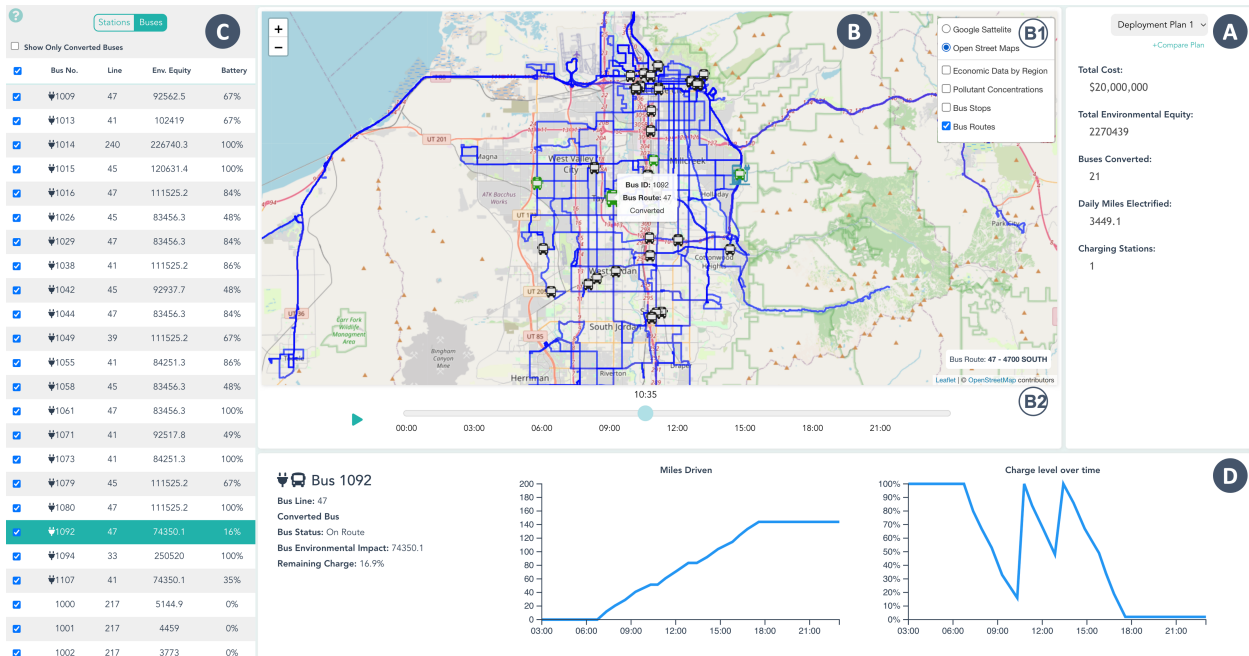 ?
Stations Buses
C
Show Only Converted Buses
Bus No. Line Env. Equity Battery
1009 47 92562.5 67%
1013 41 102419 67%
1014 240 226740.3 100%
1015 45 120631.4 100%
1016 47 111525.2 84%
1026 45 83456.3 48%
1029 47 83456.3 84%
1038 41 111525.2 86%
1042 45 92937.7 48%
1044 47 83456.3 84%
1049 39 111525.2 67%
1055 41 84251.3 86%
1058 45 83456.3 48%
1061 47 83456.3 100%
1071 41 92517.8 49%
1073 41 84251.3 100%
1079 45 111525.2 67%
1080 47 111525.2 100%
1092 47 74350.1 16%
1094 33 250520 100%
1107 41 74350.1 35%
1000 217 5144.9 0%
1001 217 4459 0%
1002 217 3773 0%
+
−
B
B1
Google Sattelite
Open Street Maps
Economic Data by Region
Pollutant Concentrations
Bus Stops
Bus Routes
UT 201
Magna
West Valley
City
Millcreek
ATK Bacchus
Works
Holladay
Bus ID: 1092
Bus Route: 47
Converted
Park City
Cottonwood
Heights
West Jordan
UT 85
South Jordan
Bingham
Canyon
Mine
Riverton
Draper
Herriman
Bus Route: 47 - 4700 SOUTH
Leaflet | © OpenStreetMap contributors
10:35
B2
00:00 03:00 06:00 09:00 12:00 15:00 18:00 21:00
Deployment Plan 1
A
+Compare Plan
Total Cost:
$20,000,000
Total Environmental Equity:
2270439
Buses Converted:
21
Daily Miles Electrified:
3449.1
Charging Stations:
1
D
Bus 1092
Bus Line: 47
Converted Bus
Bus Status: On Route
Bus Environmental Impact: 74350.1
Remaining Charge: 16.9%
Miles Driven
200
180
160
140
120
100
80
60
40
20
0
03:00 06:00 09:00 12:00 15:00 18:00 21:00
Charge level over time
100%
90%
80%
70%
60%
50%
40%
30%
20%
10%
0%
03:00 06:00 09:00 12:00 15:00 18:00 21:00